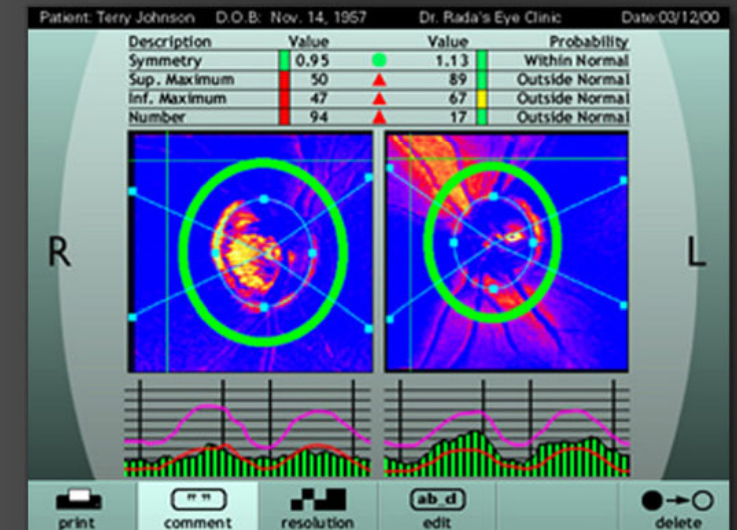 Patient: Terry Johnson D.O.B: Nov. 14, 1957 Dr. Rada's Eye Clinic Date:03/12/00
Description Value Value Probability
Symmetry 0.95 1.13 Within Normal
Sup. Maximum 50 89 Outside Normal
Inf. Maximum 47 67 Outside Normal
Number 94 17 Outside Normal
R L
print comment resolution ab_d edit delete